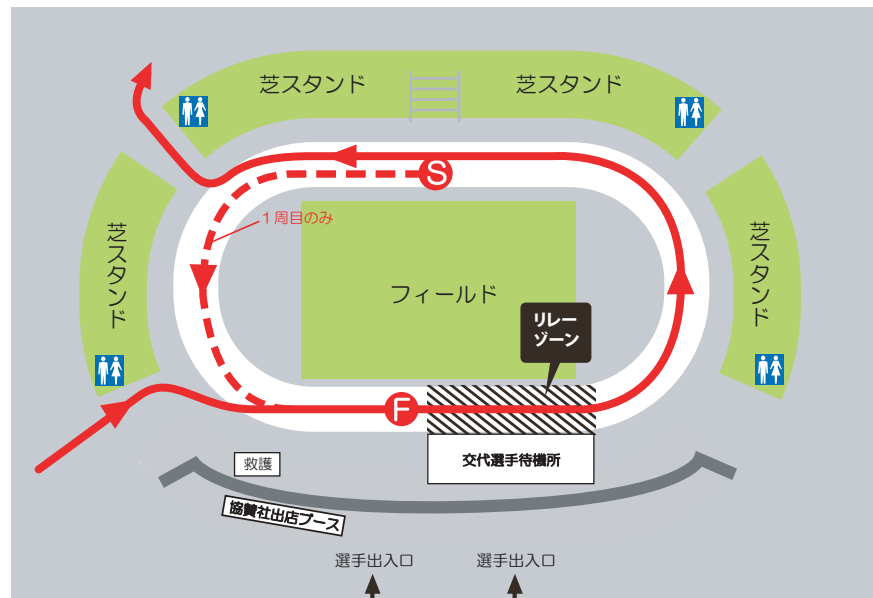 芝スタンド
芝スタンド
S
1周目のみ
芝スタンド
芝スタンド
フィールド
リレー
ゾーン
F
救護
交代選手待機所
協賛社出店ブース
選手出入口
選手出入口